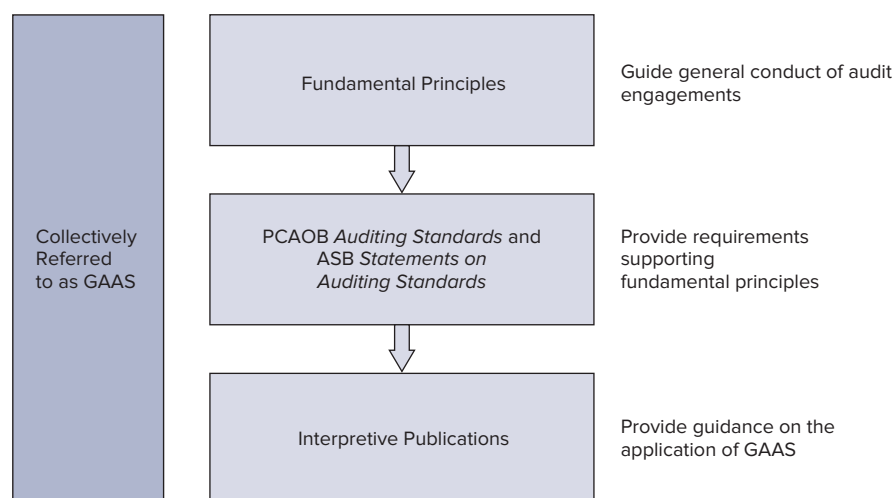 Fundamental Principles
Guide general conduct of audit
engagements
Collectively
Referred
to as GAAS
PCAOB Auditing Standards and
ASB Statements on
Auditing Standards
Provide requirements
supporting
fundamental principles
Interpretive Publications
Provide guidance on the
application of GAAS